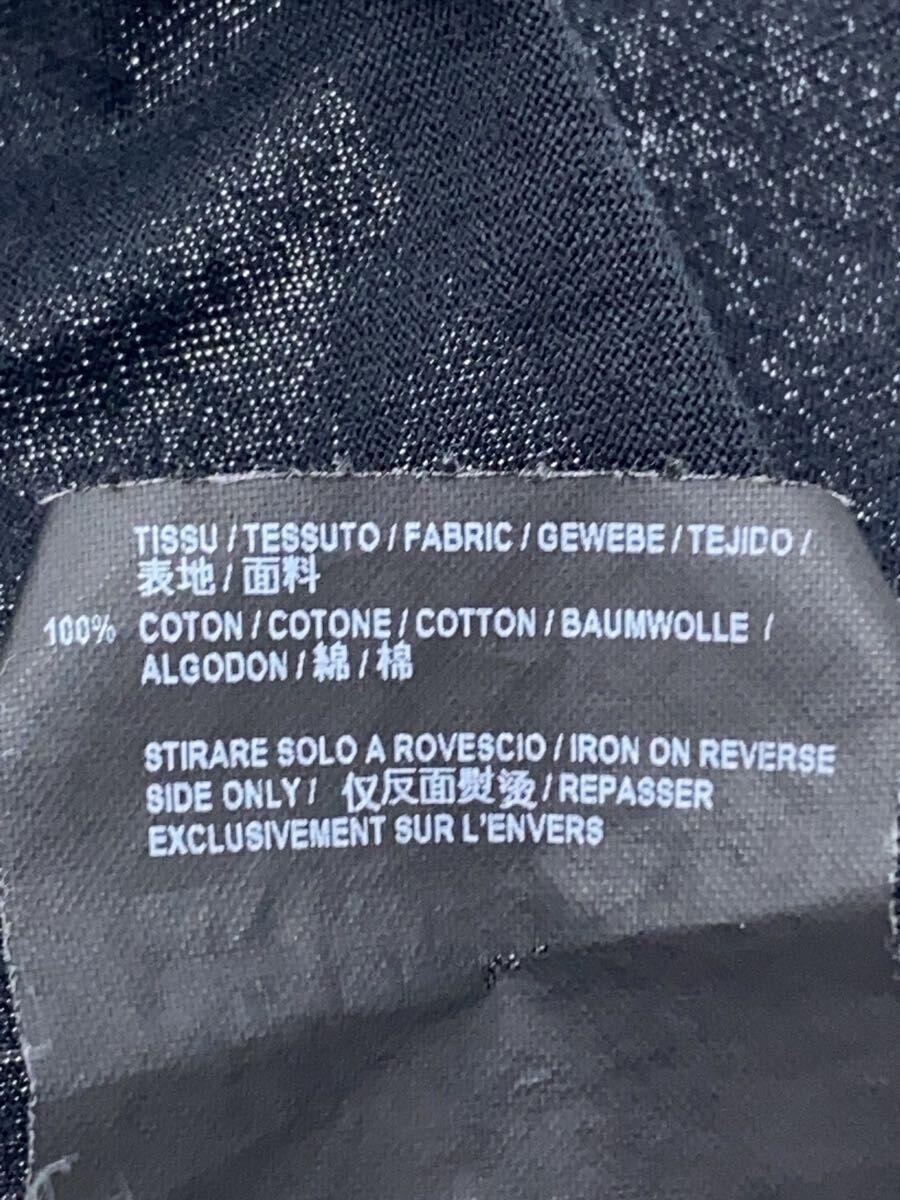 TISSU / TESSUTO / FABRIC / GEWEBE / TEJIDO /
表地 / 面料
100% COTON / COTONE / COTTON / BAUMWOLLE /
ALGODON / 綿 / 棉
STIRARE SOLO A ROVESCIO / IRON ON REVERSE
SIDE ONLY / 仅反面熨烫 / REPASSER
EXCLUSIVEMENT SUR L'ENVERS